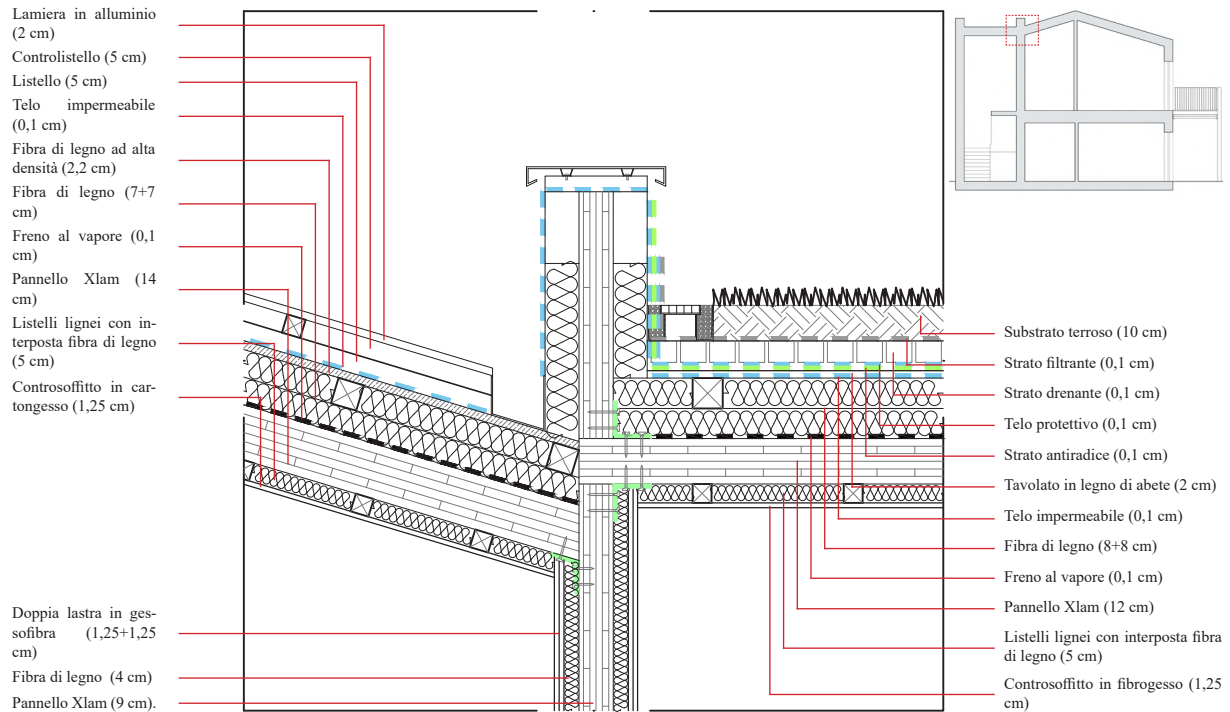 Lamiera in alluminio
(2 cm)
Controlistello (5 cm)
Listello (5 cm)
Telo impermeabile
(0,1 cm)
Fibra di legno ad alta
densità (2,2 cm)
Fibra di legno (7+7
cm)
Freno al vapore (0,1
cm)
Pannello Xlam (14
cm)
Listelli lignei con in-
terposta fibra di legno
(5 cm)
Controsoffitto in car-
tongesso (1,25 cm)
Doppia lastra in ges-
sofibra (1,25+1,25
cm)
Fibra di legno (4 cm)
Pannello Xlam (9 cm).
Substrato terroso (10 cm)
Strato filtrante (0,1 cm)
Strato drenante (0,1 cm)
Telo protettivo (0,1 cm)
Strato antiradice (0,1 cm)
Tavolato in legno di abete (2 cm)
Telo impermeabile (0,1 cm)
Fibra di legno (8+8 cm)
Freno al vapore (0,1 cm)
Pannello Xlam (12 cm)
Listelli lignei con interposta fibra
di legno (5 cm)
Controsoffitto in fibrogesso (1,25
cm)